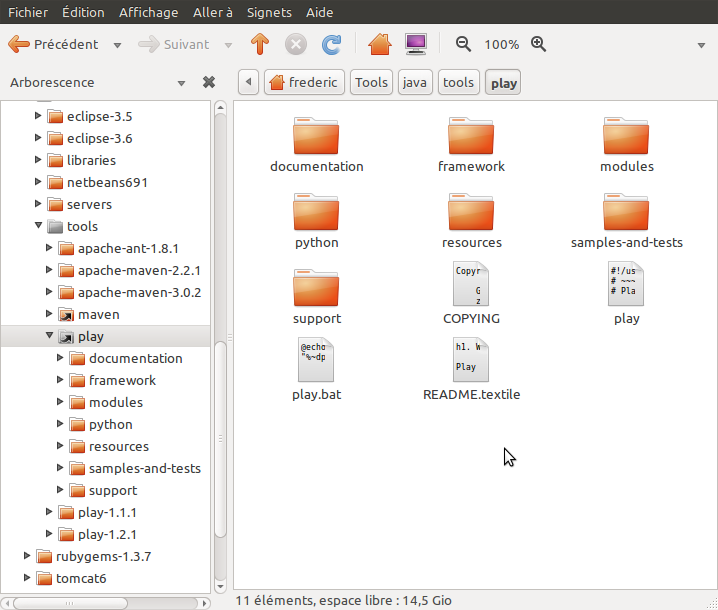 Fichier Édition Affichage Aller à Signets Aide
Précédent Suivant 100%
Arborescence
frederic Tools java tools play
eclipse-3.5
eclipse-3.6
libraries
netbeans691
servers
tools
apache-ant-1.8.1
apache-maven-2.2.1
apache-maven-3.0.2
maven
play
documentation
framework
modules
python
resources
samples-and-tests
support
play-1.1.1
play-1.2.1
rubygems-1.3.7
tomcat6
documentation framework modules
python resources samples-and-tests
Copyr
G
z
#!/us
# ~~~
# Pla
support COPYING play
@echo
"%~dp
h1. W
Play
play.bat README.textile
11 éléments, espace libre : 14,5 Gio